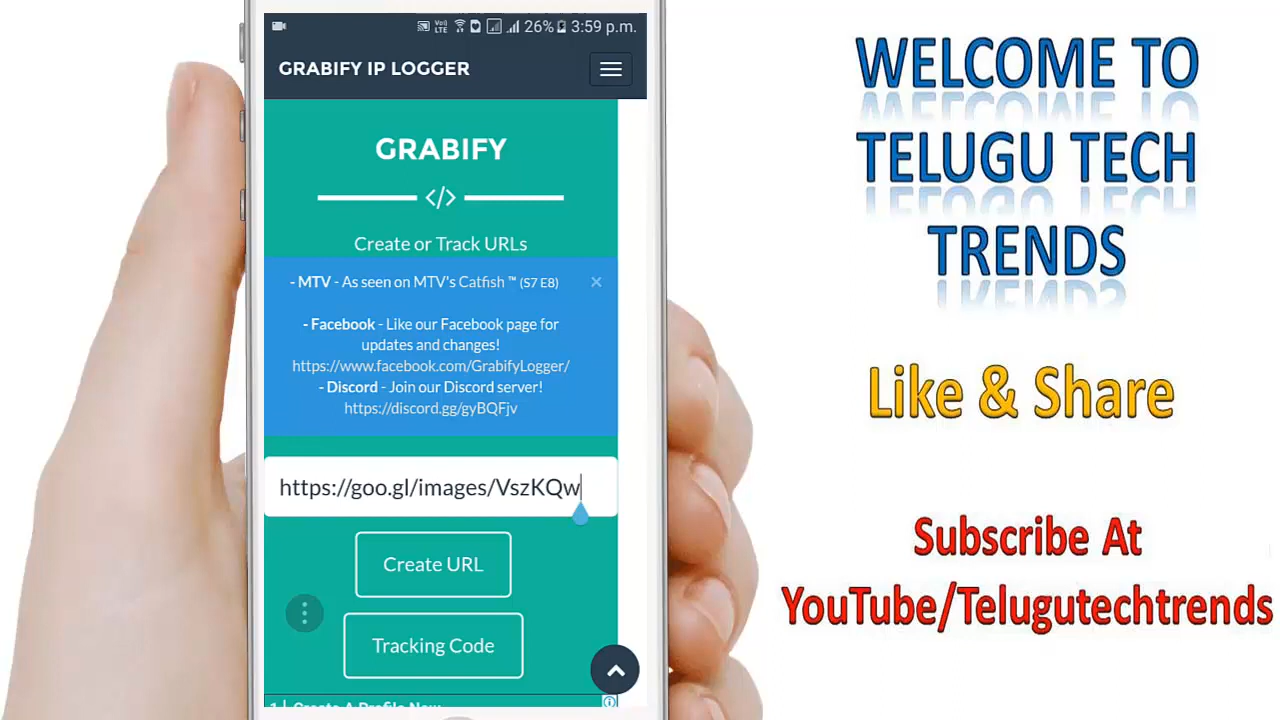 26% 3:59 p.m.
GRABIFY IP LOGGER
GRABIFY
</>
Create or Track URLs
- MTV - As seen on MTV's Catfish ™ (S7 E8)
- Facebook - Like our Facebook page for
updates and changes!
https://www.facebook.com/GrabifyLogger/
- Discord - Join our Discord server!
https://discord.gg/gyBQFjv
https://goo.gl/images/VszKQw
Create URL
Tracking Code
WELCOME TO
TELUGU TECH
TRENDS
Like & Share
Subscribe At
YouTube/Telugutechtrends